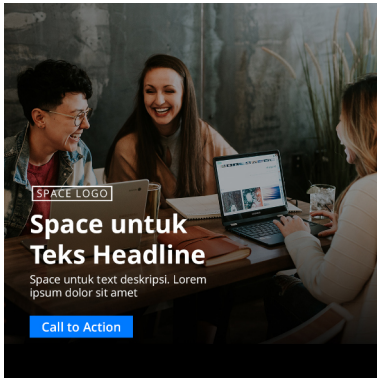 SPACE LOGO
Space untuk
Teks Headline
Space untuk text deskripsi. Lorem
ipsum dolor sit amet
Call to Action